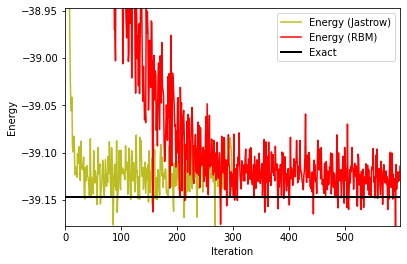 −38.95
−39.00
−39.05
−39.10
−39.15
Energy
Energy (Jastrow)
Energy (RBM)
Exact
0 100 200 300 400 500
Iteration